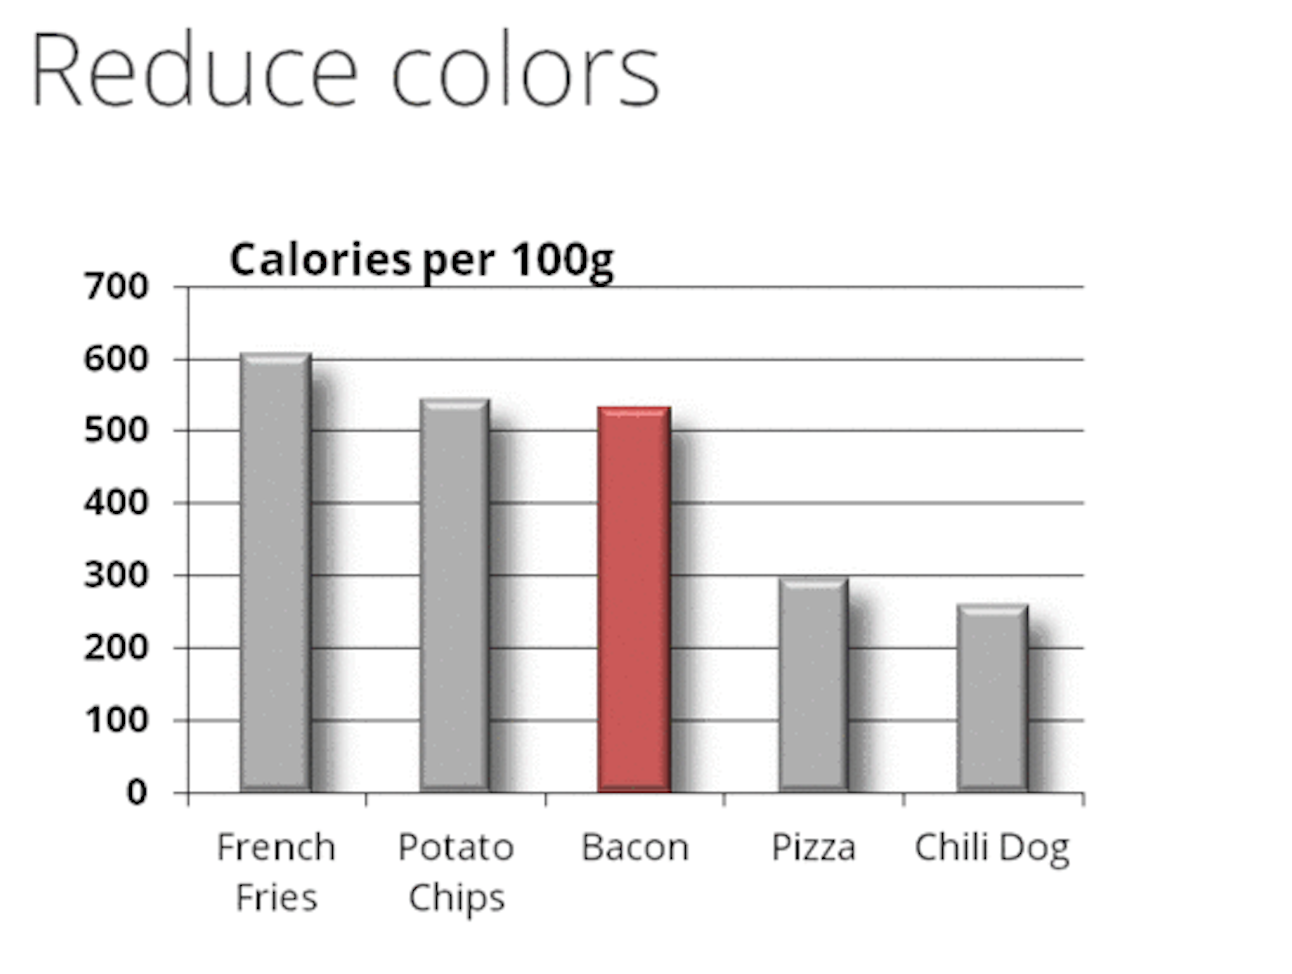 Reduce colors
Calories per 100g
700
600
500
400
300
200
100
0
French
Fries
Potato
Chips
Bacon
Pizza
Chili Dog